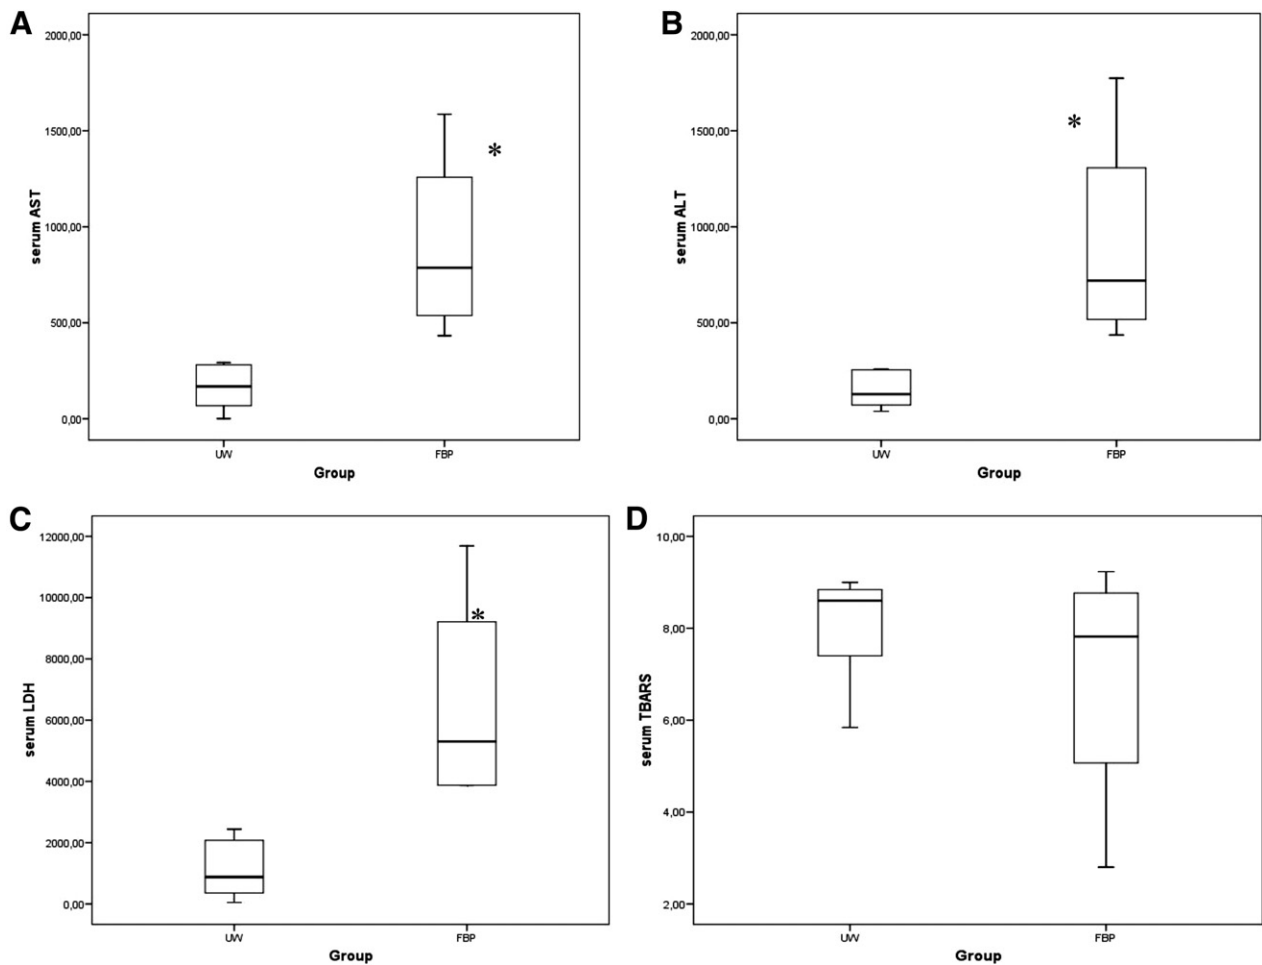 A
2000,00
1500,00
1000,00
500,00
0,00
serum AST
*
UW
FBP
Group
B
2000,00
1500,00
1000,00
500,00
0,00
serum ALT
*
UW
FBP
Group
C
12000,00
10000,00
8000,00
6000,00
4000,00
2000,00
0,00
serum LDH
*
UW
FBP
Group
D
10,00
8,00
6,00
4,00
2,00
serum TBARS
UW
FBP
Group